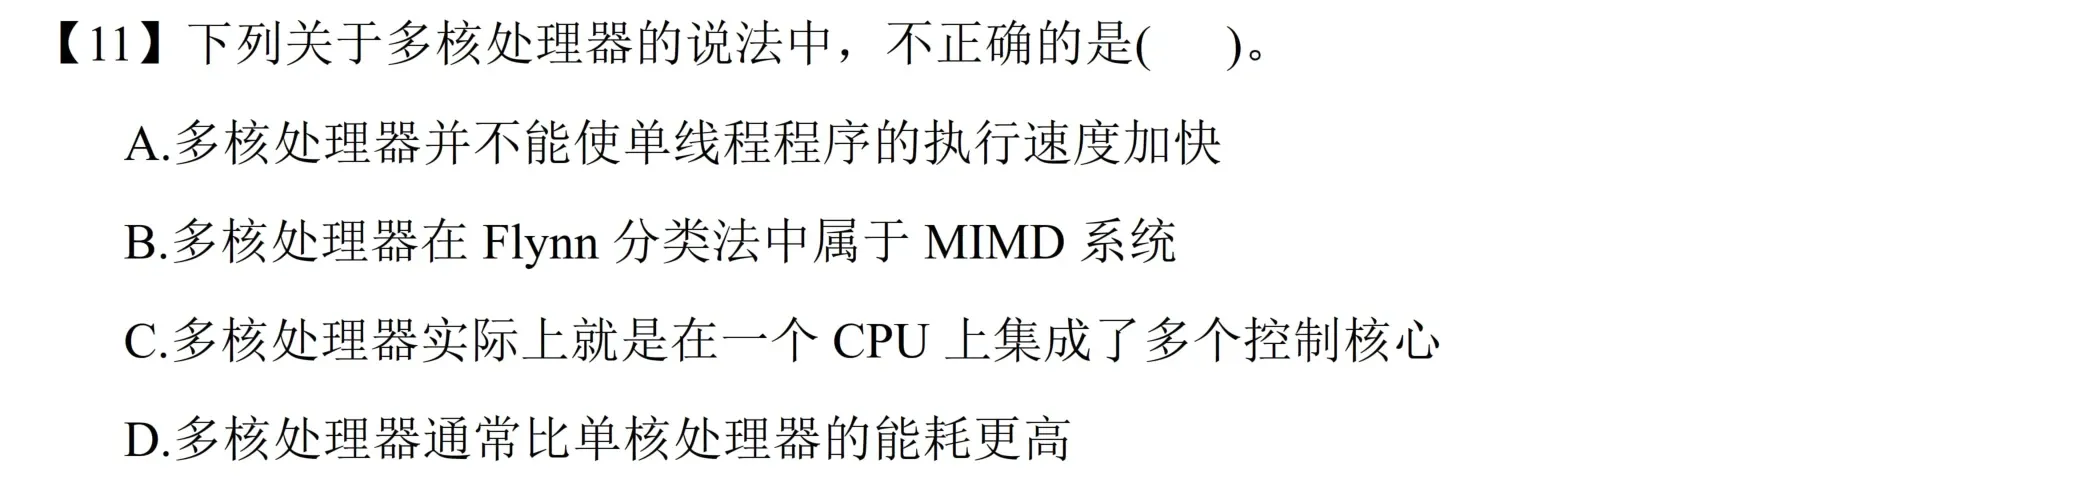 【11】下列关于多核处理器的说法中，不正确的是(　　)。
A.多核处理器并不能使单线程程序的执行速度加快
B.多核处理器在 Flynn 分类法中属于 MIMD 系统
C.多核处理器实际上就是在一个 CPU 上集成了多个控制核心
D.多核处理器通常比单核处理器的能耗更高